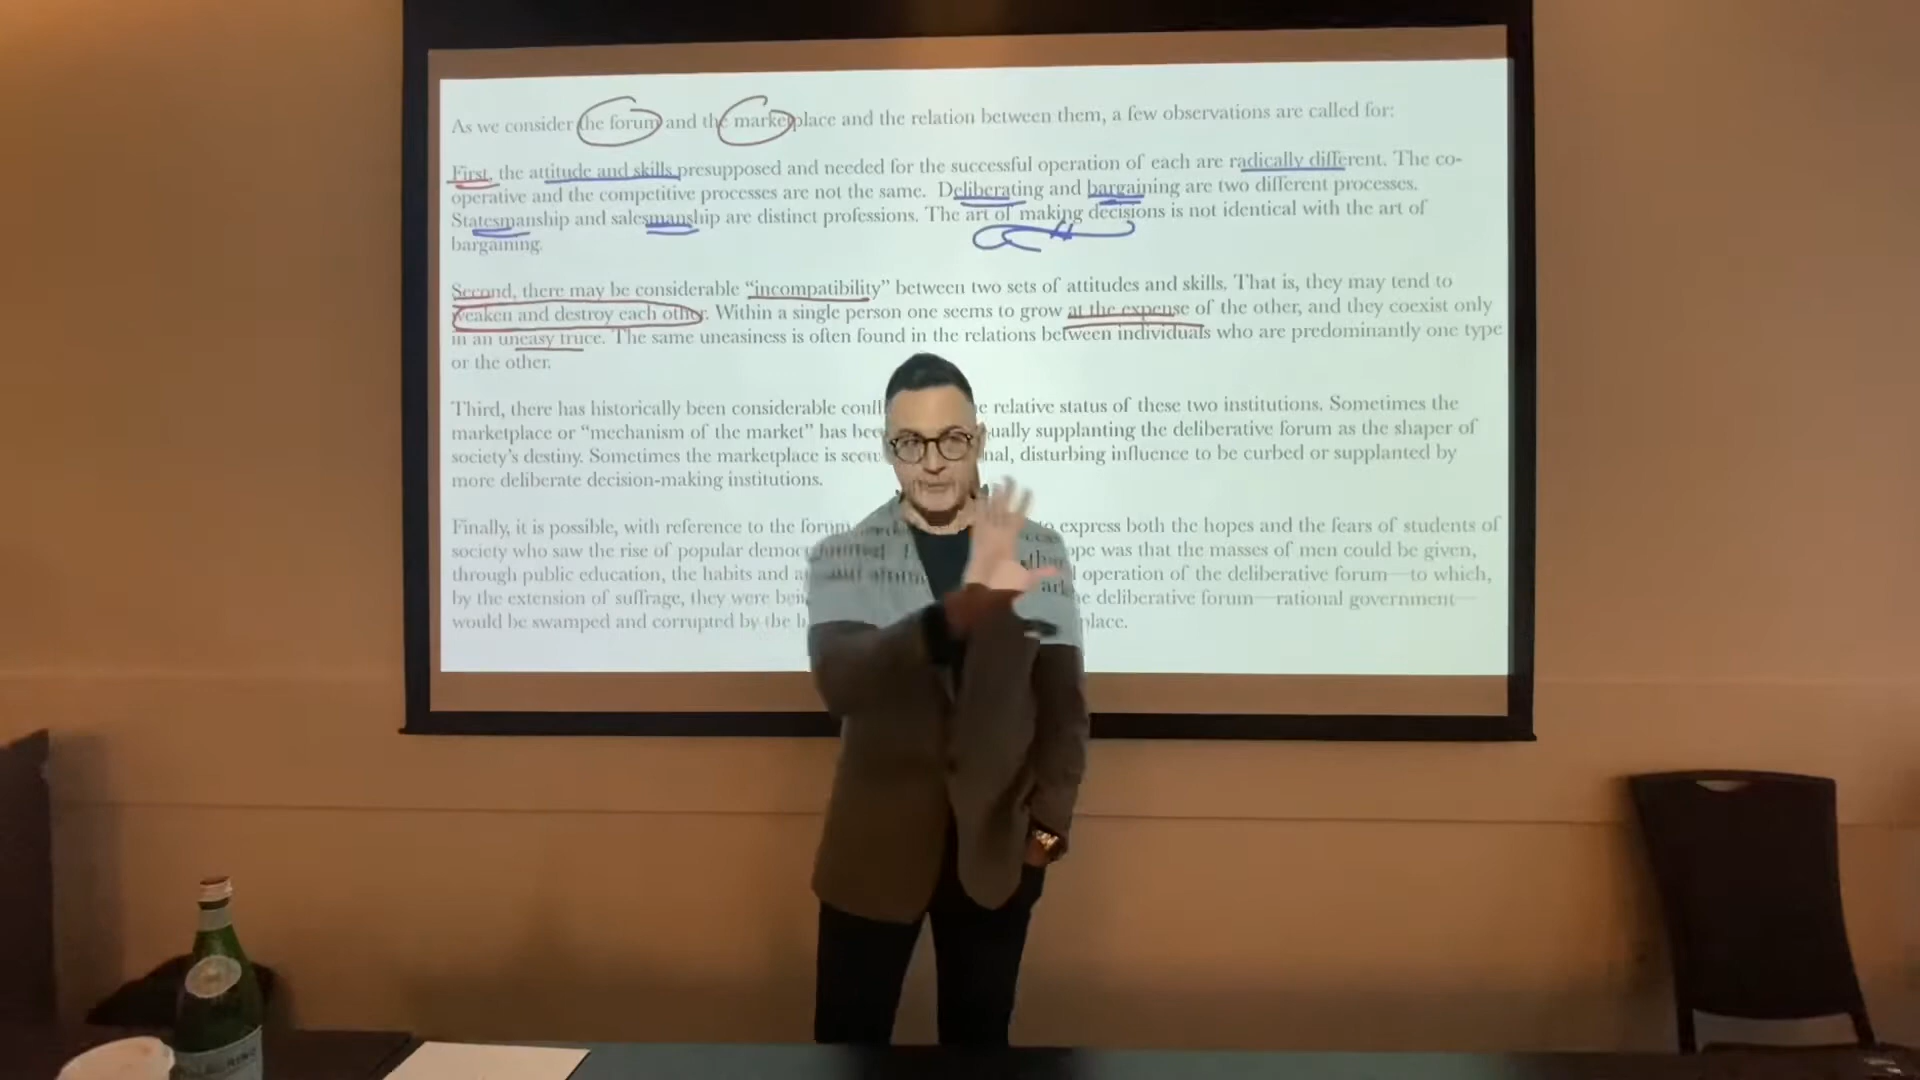 As we consider the forum and the marketplace and the relation between them, a few observations are called for:
First, the attitude and skills presupposed and needed for the successful operation of each are radically different. The co-
operative and the competitive processes are not the same. Deliberating and bargaining are two different processes.
Statesmanship and salesmanship are distinct professions. The art of making decisions is not identical with the art of
bargaining.
Second, there may be considerable “incompatibility” between two sets of attitudes and skills. That is, they may tend to
weaken and destroy each other. Within a single person one seems to grow at the expense of the other, and they coexist only
in an uneasy truce. The same uneasiness is often found in the relations between individuals who are predominantly one type
or the other.
Third, there has historically been considerable relative status of these two institutions. Sometimes the
marketplace or “mechanism of the market” has supplanting the deliberative forum as the shaper of
society’s destiny. Sometimes the marketplace is disturbing influence to be curbed or supplanted by
more deliberate decision-making institutions.
Finally, it is possible, with reference to the forum express both the hopes and the fears of students of
society who saw the rise of popular was that the masses of men could be given,
through public education, the habits and operation of the deliberative forum—to which,
by the extension of suffrage, they were deliberative forum—rational government—
would be swamped and corrupted by the